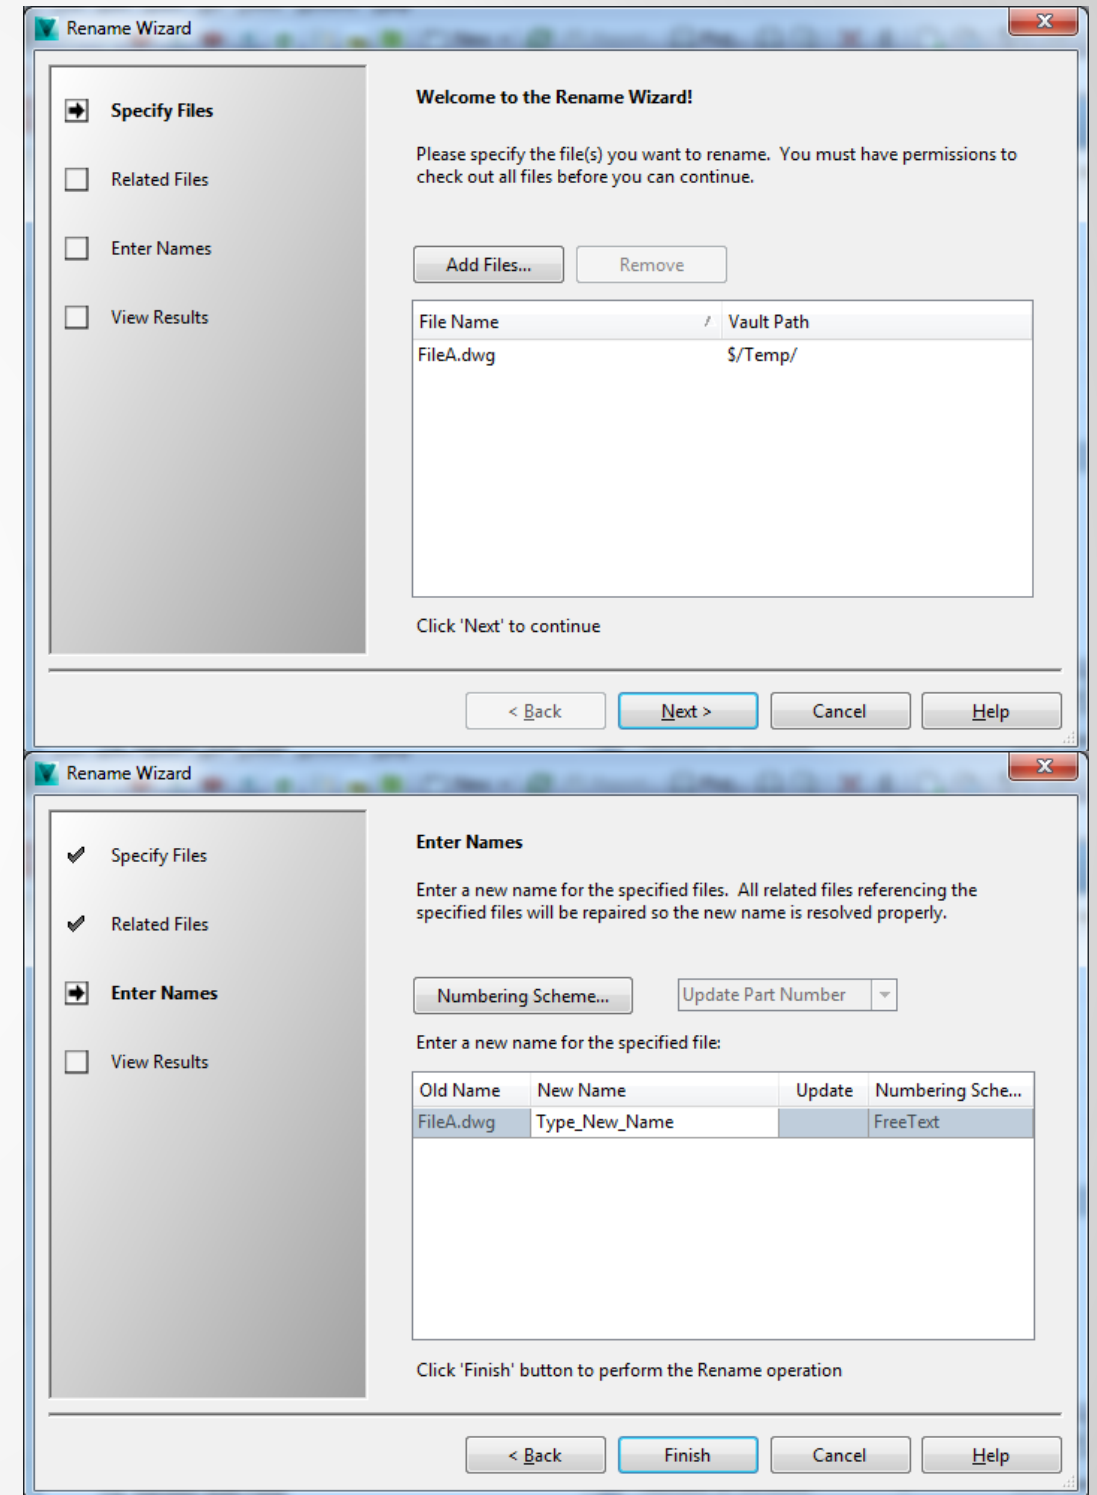 Rename Wizard
Specify Files
Related Files
Enter Names
View Results
Welcome to the Rename Wizard!
Please specify the file(s) you want to rename.  You must have permissions to
check out all files before you can continue.
Add Files... Remove
File Name Vault Path
FileA.dwg $/Temp/
Click 'Next' to continue
< Back Next > Cancel Help
Rename Wizard
Specify Files
Related Files
Enter Names
View Results
Enter Names
Enter a new name for the specified files.  All related files referencing the
specified files will be repaired so the new name is resolved properly.
Numbering Scheme... Update Part Number
Enter a new name for the specified file:
Old Name New Name Update Numbering Sche...
FileA.dwg Type_New_Name FreeText
Click 'Finish' button to perform the Rename operation
< Back Finish Cancel Help